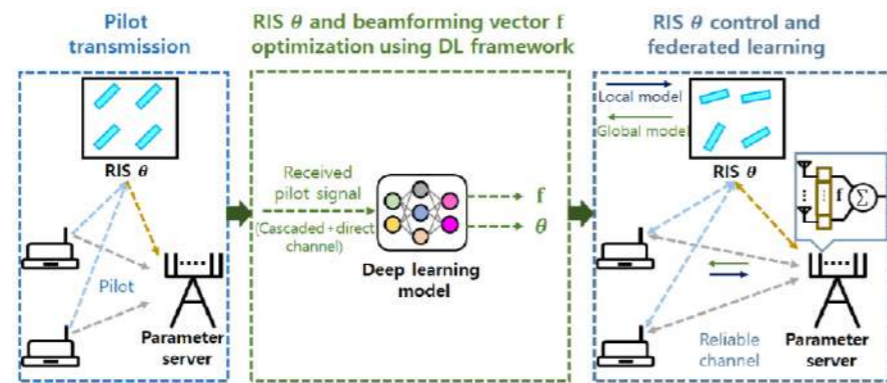 Pilot
transmission
RIS θ and beamforming vector f
optimization using DL framework
RIS θ control and
federated learning
RIS θ
Pilot
Parameter
server
Received
pilot signal
(Cascaded+direct
channel)
Deep learning
model
f
θ
Local model
Global model
RIS θ
f
Σ
Reliable
channel
Parameter
server